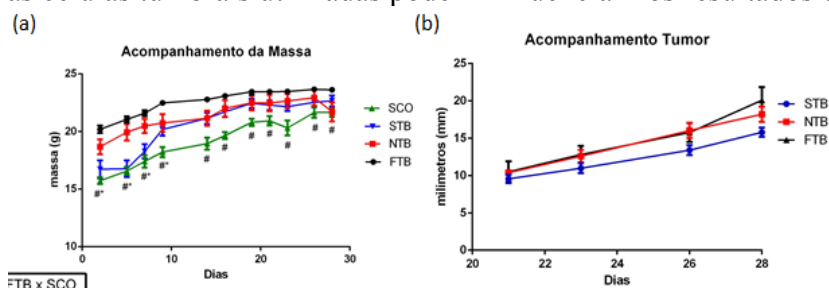 (a)
(b)
Acompanhamento da Massa
25
20
15
10
massa (g)
0
10
20
30
Dias
#* #* #* #* # # # # # # #
SCO
STB
NTB
FTB
FTB x SCO
Acompanhamento Tumor
25
20
15
10
5
0
milimetros (mm)
20
22
24
26
28
Dias
STB
NTB
FTB